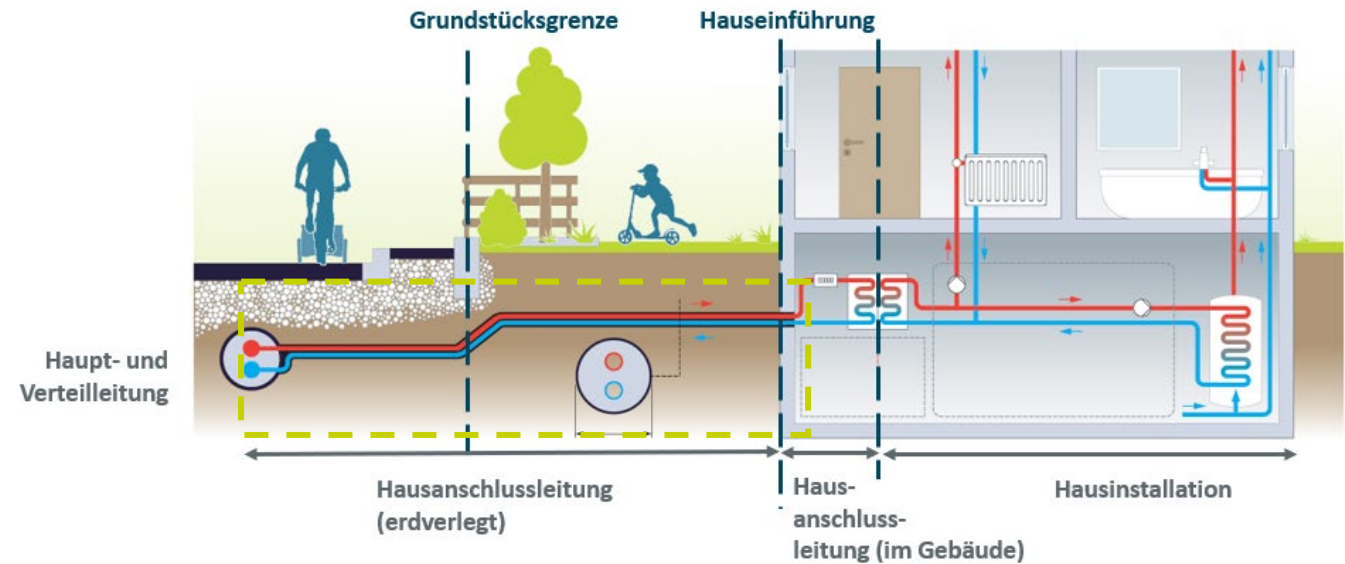 Grundstücksgrenze
Hauseinführung
Haupt- und
Verteilleitung
Hausanschlussleitung
(erdverlegt)
Haus-
anschluss-
leitung (im Gebäude)
Hausinstallation